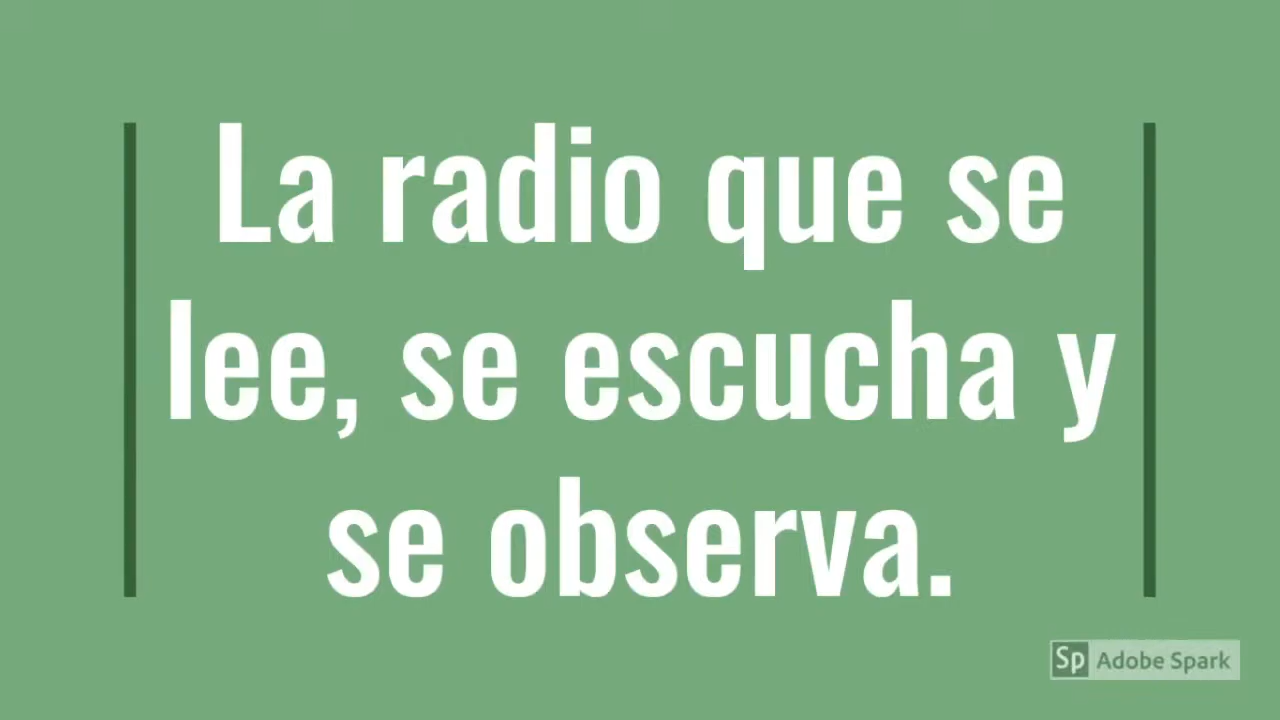 La radio que se
lee, se escucha y
se observa.
Sp Adobe Spark